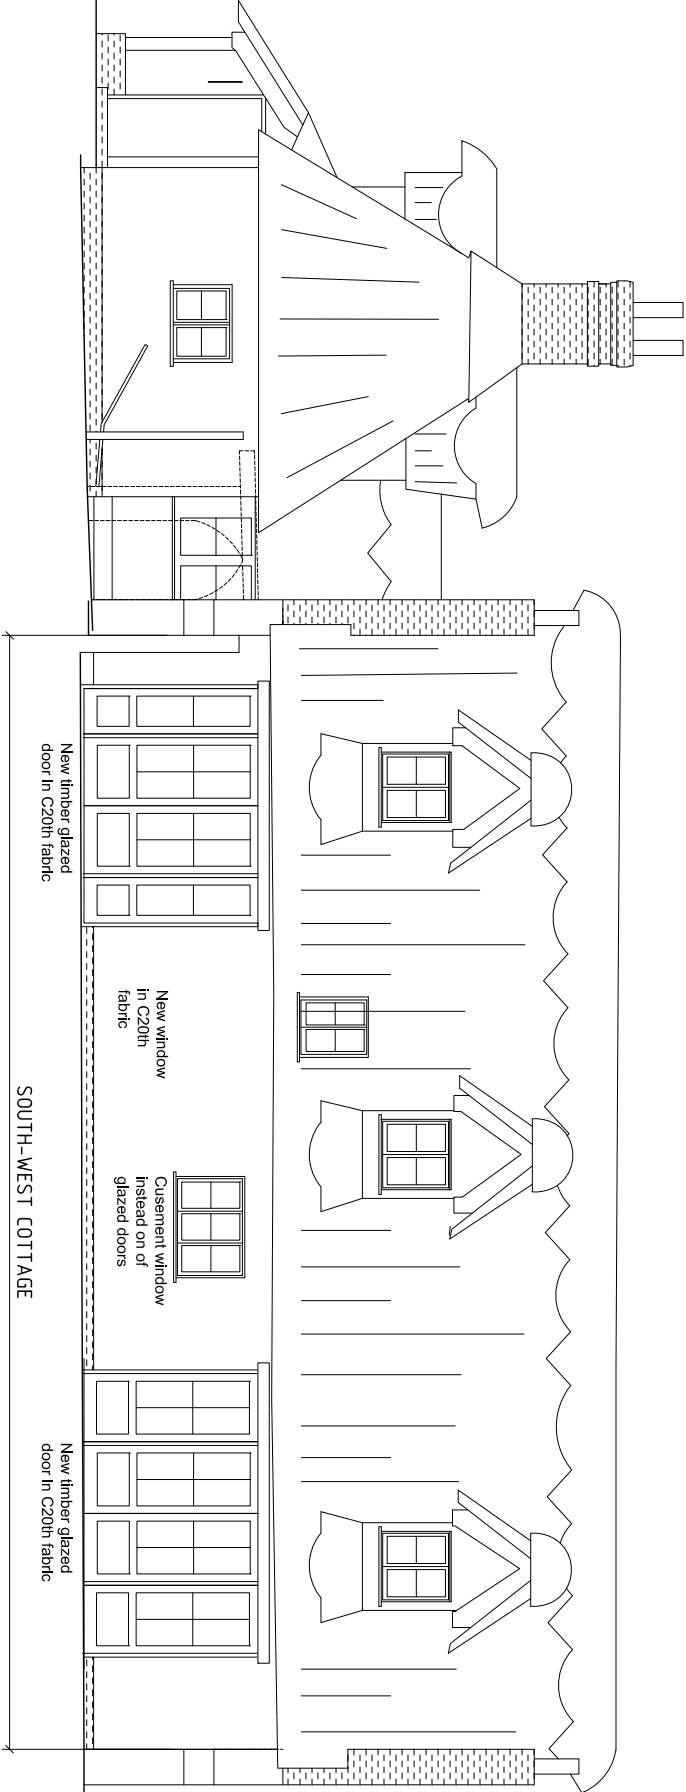 New timber glazed
door in C20th fabric
New window
in C20th
fabric
Cusement window
instead on of
glazed doors
New timber glazed
door in C20th fabric
SOUTH-WEST COTTAGE